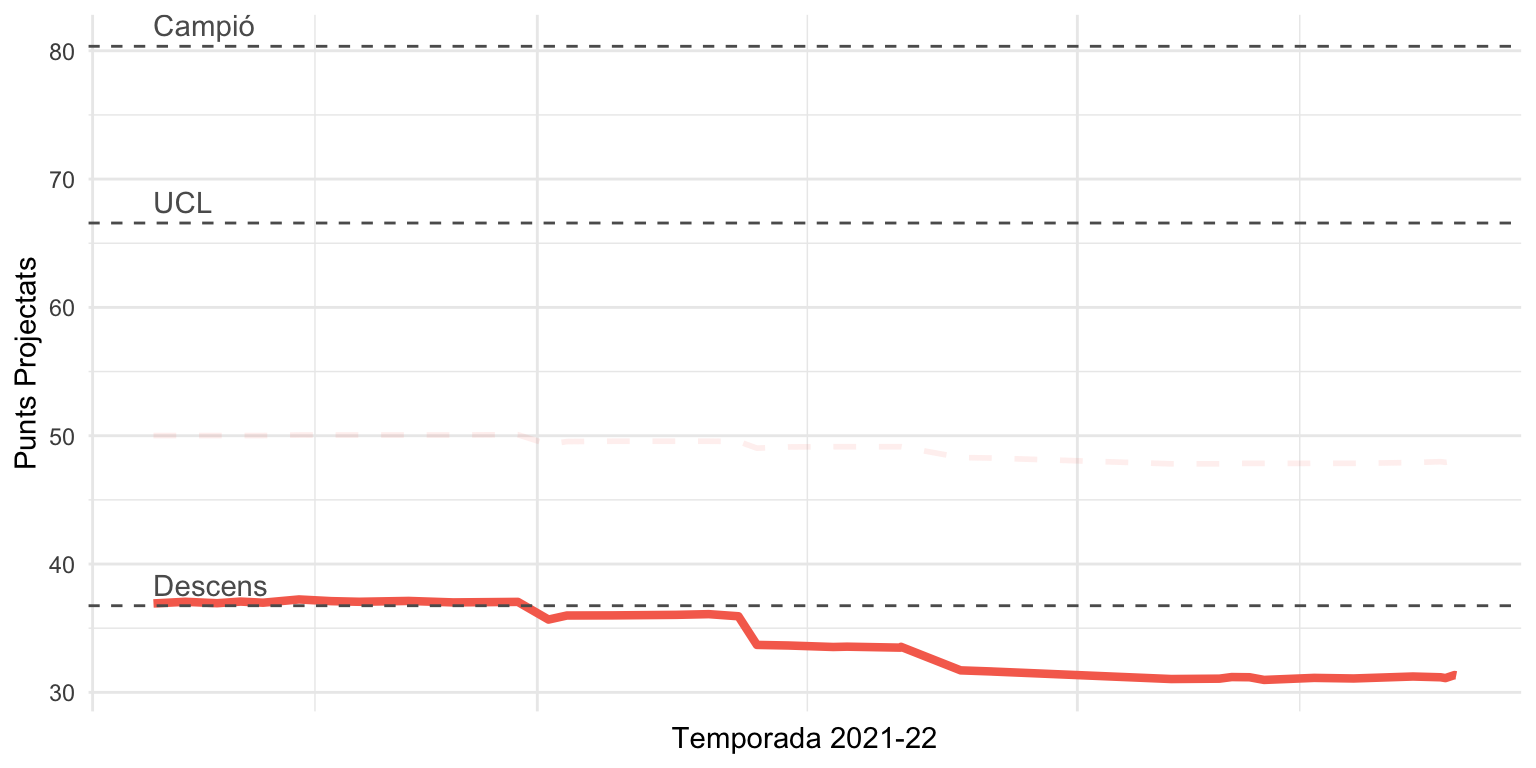 Campió
80
70
UCL
60
50
40
Descens
30
Punts Projectats
Temporada 2021-22